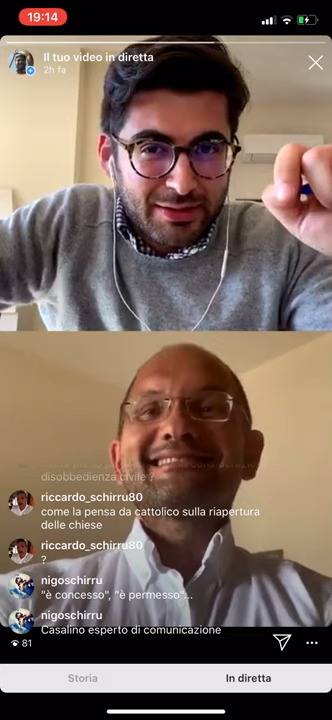 19:14
Il tuo video in diretta
2h fa
disobbedienza civile ?
riccardo_schirru80
come la pensa da cattolico sulla riapertura
delle chiese
riccardo_schirru80
?
nigoschirru
"è concesso", "è permesso"...
nigoschirru
Casalino esperto di comunicazione
81
Storia
In diretta